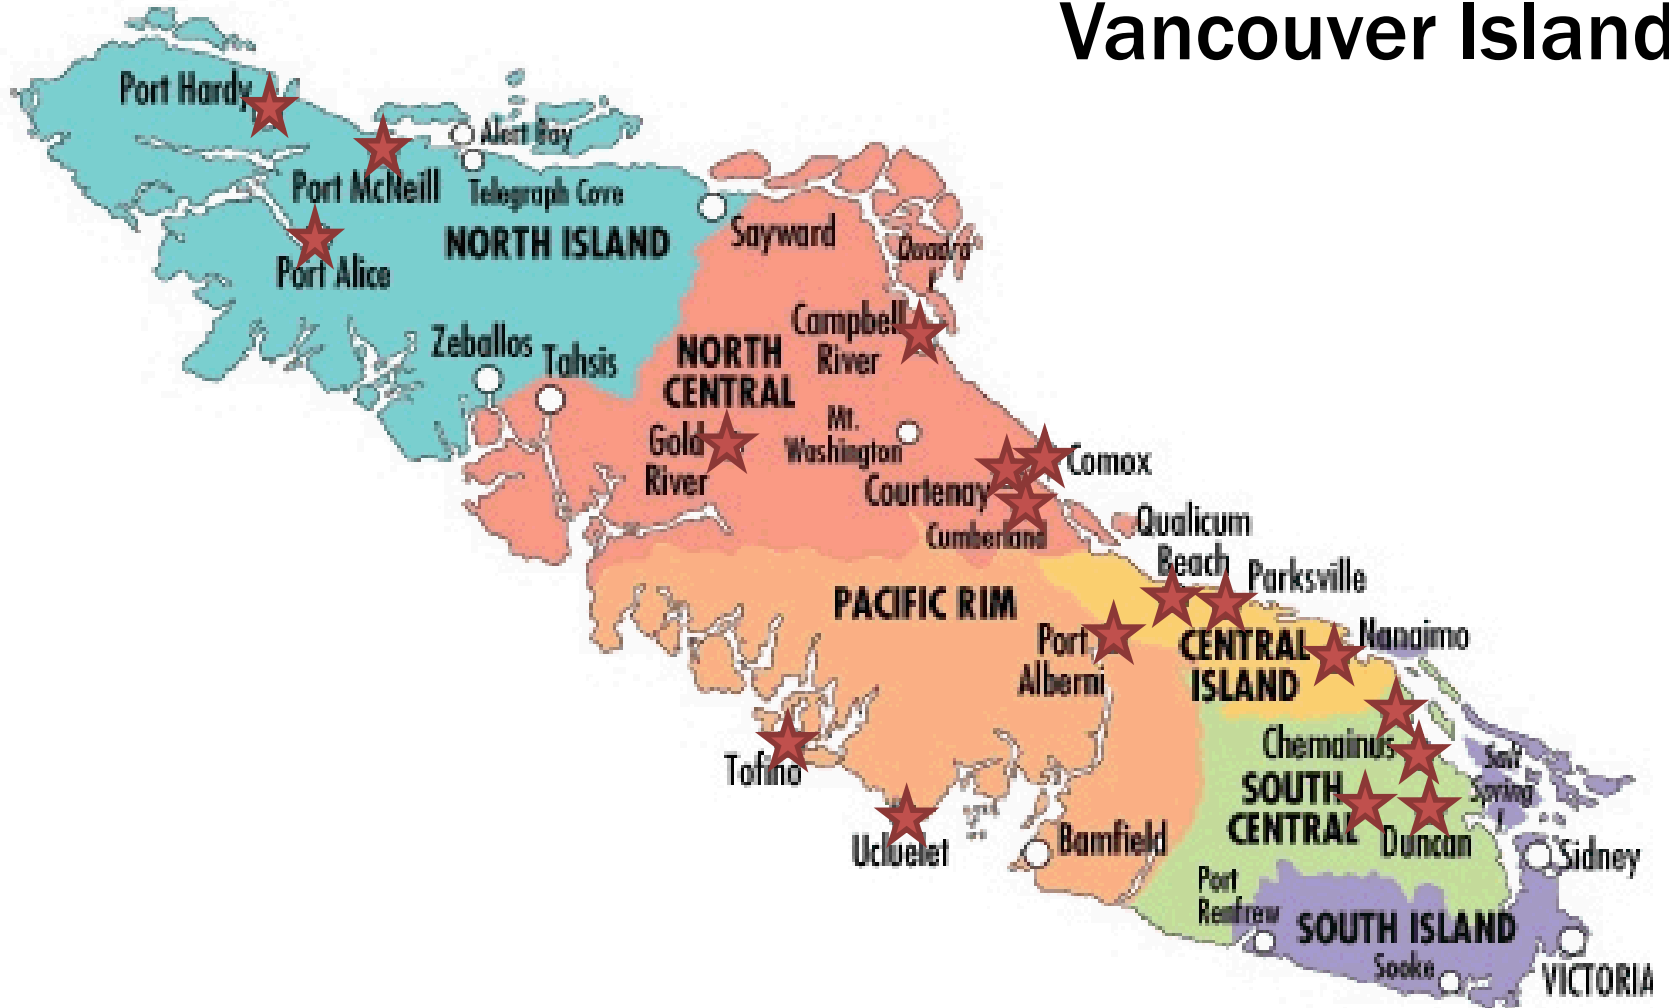 Vancouver Island
Port Hardy
Alert Bay
Port McNeill
Telegraph Cove
NORTH ISLAND
Sayward
Quadra
I
Port Alice
Campbell
River
Zeballos
Tahsis
NORTH
CENTRAL
Mt.
Washington
Gold
River
Comox
Courtenay
Cumberland
Qualicum
Beach
Parksville
PACIFIC RIM
Port
Alberni
CENTRAL
ISLAND
Nanaimo
Chemainus
Salt
Spring
I
Tofino
SOUTH
CENTRAL
Duncan
Ucluelet
Bamfield
Sidney
Port
Renfrew
SOUTH ISLAND
Sooke
VICTORIA